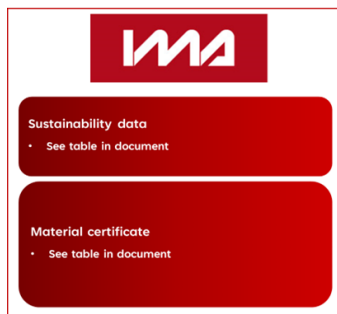 IMA
Sustainability data
• See table in document
Material certificate
• See table in document